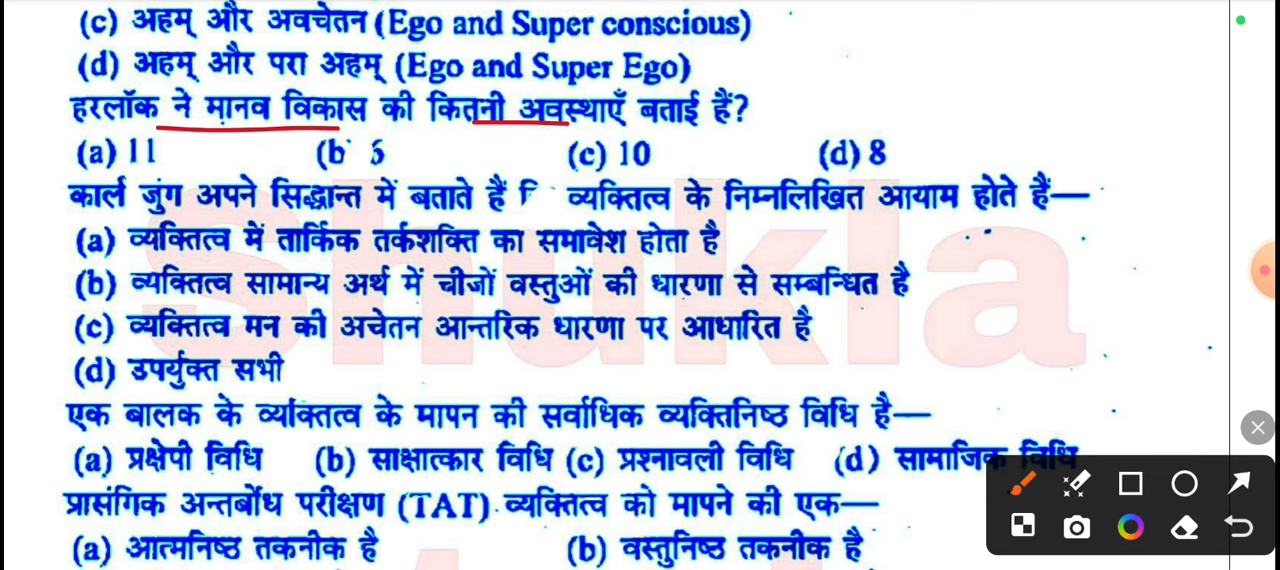 (c) अहम् और अवचेतन (Ego and Super conscious)
(d) अहम् और परा अहम् (Ego and Super Ego)
हरलॉक ने मानव विकास की कितनी अवस्थाएँ बताई हैं?
(a) 11 (b 5 (c) 10 (d) 8
कार्ल जुंग अपने सिद्धान्त में बताते हैं व्यक्तित्व के निम्नलिखित आयाम होते हैं—
(a) व्यक्तित्व में तार्किक तर्कशक्ति का समावेश होता है
(b) व्यक्तित्व सामान्य अर्थ में चीजों वस्तुओं की धारणा से सम्बन्धित है
(c) व्यक्तित्व मन की अचेतन आन्तरिक धारणा पर आधारित है
(d) उपर्युक्त सभी
एक बालक के व्यक्तित्व के मापन की सर्वाधिक व्यक्तिनिष्ठ विधि है—
(a) प्रक्षेपी विधि (b) साक्षात्कार विधि (c) प्रश्नावली विधि (d) सामाजिक विधि
प्रासंगिक अन्तर्बोध परीक्षण (TAT) व्यक्तित्व को मापने की एक—
(a) आत्मनिष्ठ तकनीक है (b) वस्तुनिष्ठ तकनीक है
shukla